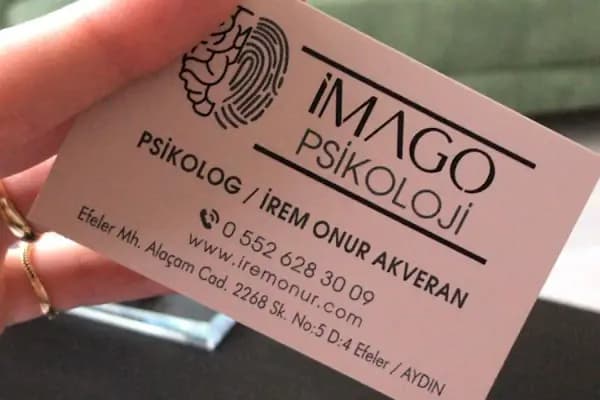 İMAGO
PSİKOLOJİ
PSİKOLOG / İREM ONUR AKVERAN
0 552 628 30 09
www.iremonur.com
Efeler Mh. Alaçam Cad. 2268 Sk. No:5 D:4 Efeler / AYDIN